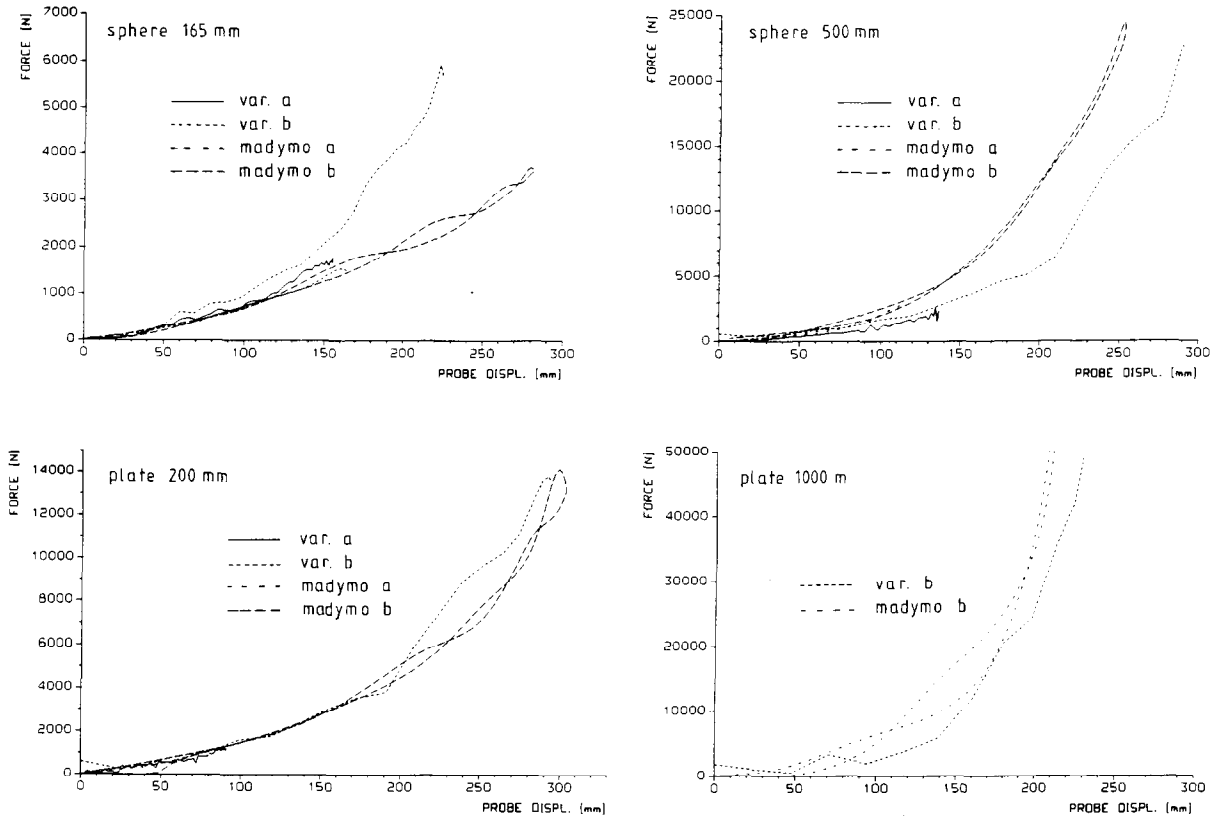 sphere 165 mm
FORCE [N]
7000
6000
5000
4000
3000
2000
1000
0
var. a
var. b
madymo a
madymo b
0 50 100 150 200 250 300
PROBE DISPL. [mm]
sphere 500 mm
FORCE [N]
25000
20000
15000
10000
5000
0
var. a
var. b
madymo a
madymo b
0 50 100 150 200 250 300
PROBE DISPL. [mm]
plate 200 mm
FORCE [N]
14000
12000
10000
8000
6000
4000
2000
0
var. a
var. b
madymo a
madymo b
0 50 100 150 200 250 300
PROBE DISPL. [mm]
plate 1000 m
FORCE [N]
50000
40000
30000
20000
10000
0
var. b
madymo b
0 50 100 150 200 250 300
PROBE DISPL. [mm]